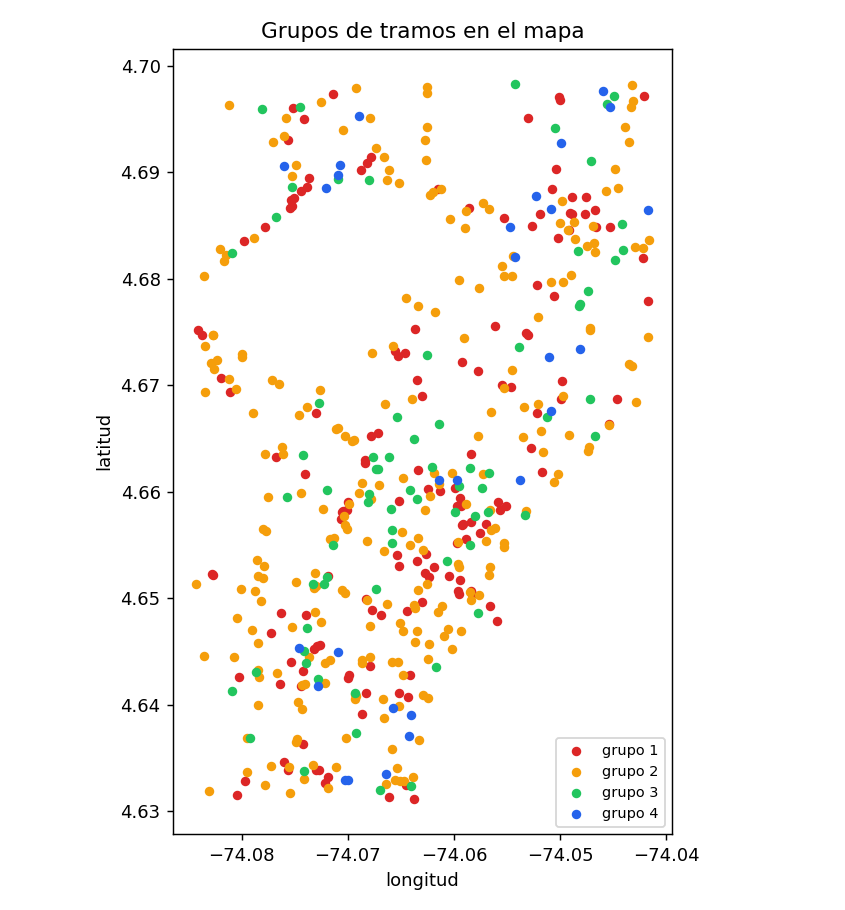 Grupos de tramos en el mapa
4.70
4.69
4.68
4.67
4.66
4.65
4.64
4.63
latitud
−74.08
−74.07
−74.06
−74.05
−74.04
longitud
grupo 1
grupo 2
grupo 3
grupo 4